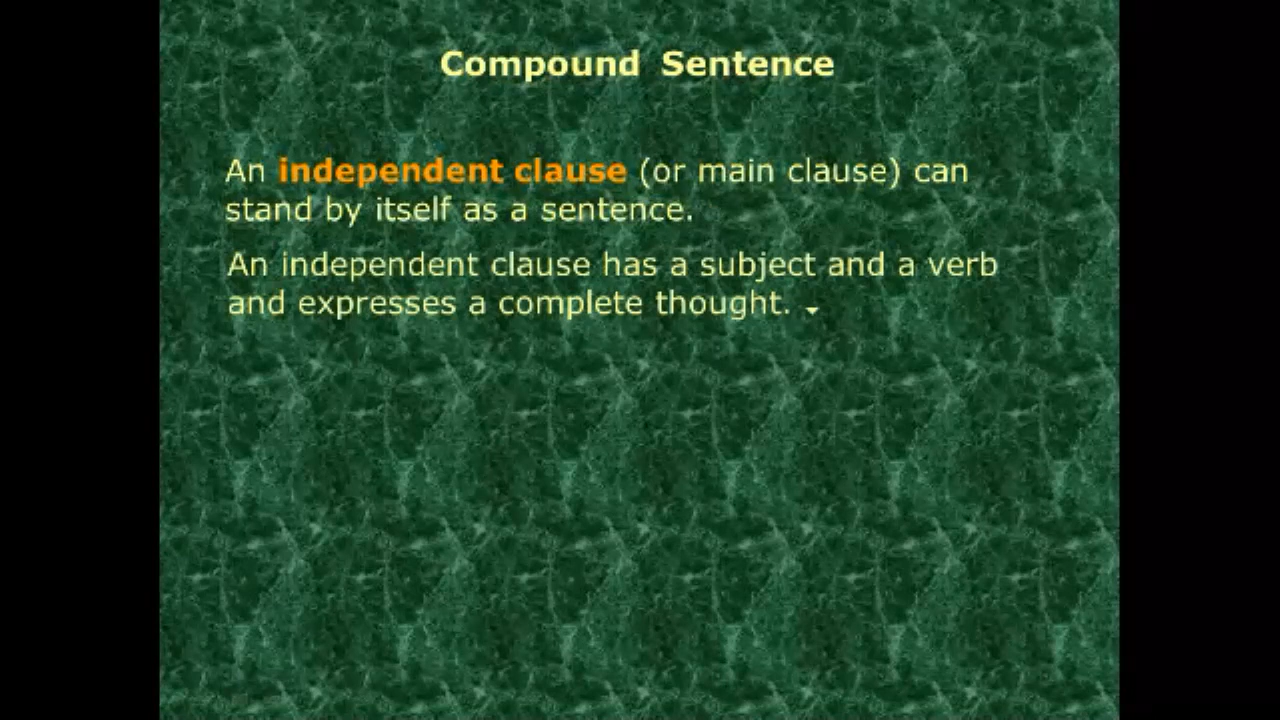 Compound Sentence
An independent clause (or main clause) can
stand by itself as a sentence.
An independent clause has a subject and a verb
and expresses a complete thought.